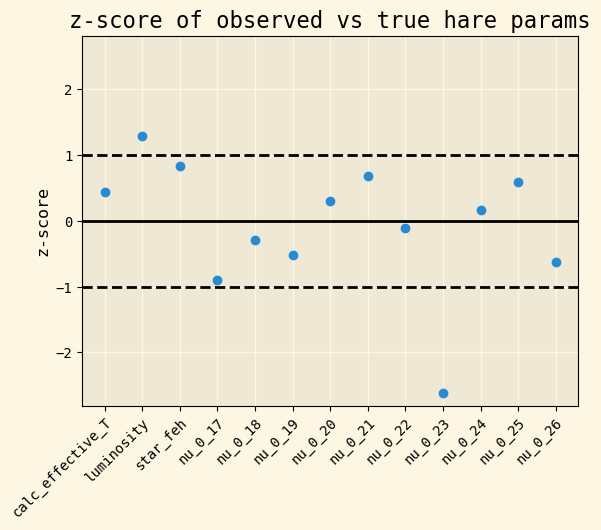 z-score of observed vs true hare params
z-score
2
1
0
−1
−2
calc_effective_T
luminosity
star_feh
nu_0_17
nu_0_18
nu_0_19
nu_0_20
nu_0_21
nu_0_22
nu_0_23
nu_0_24
nu_0_25
nu_0_26